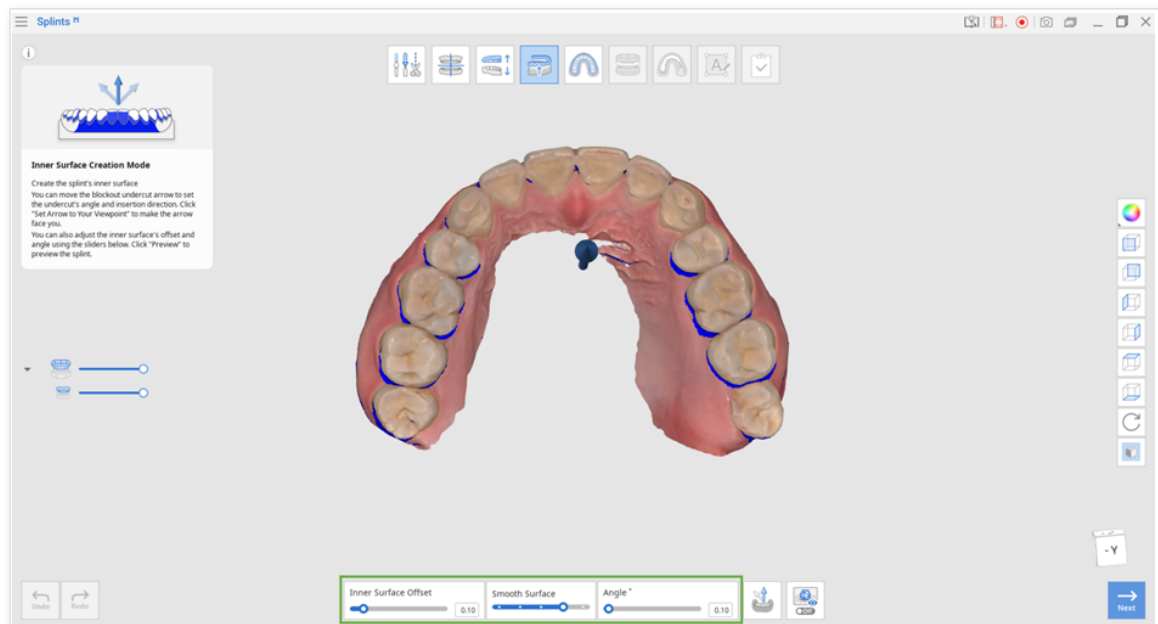 Splints
i
Inner Surface Creation Mode
Create the splint's inner surface
You can move the blockout undercut arrow to set
the undercut's angle and insertion direction. Click
"Set Arrow to Your Viewpoint" to make the arrow
face you.
You can also adjust the inner surface's offset and
angle using the sliders below. Click "Preview" to
preview the splint.
- Y
Undo
Redo
Inner Surface Offset
0.10
Smooth Surface
Angle °
0.10
Off
Next